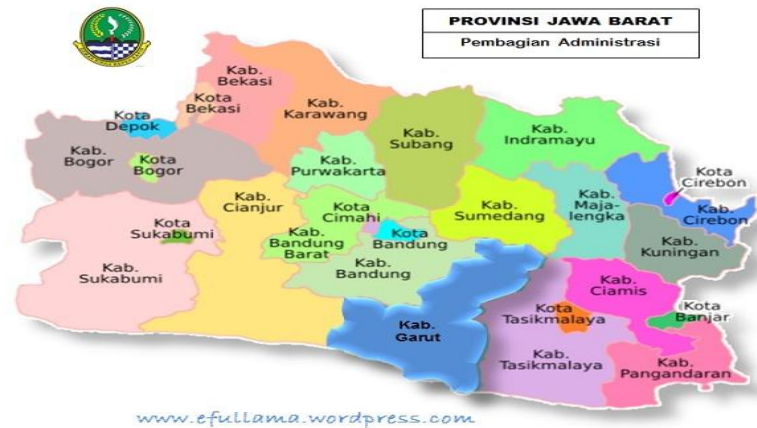 PROVINSI JAWA BARAT
Pembagian Administrasi
Kab.
Bekasi
Kota
Bekasi
Kab.
Karawang
Kota
Depok
Kab.
Bogor
Kota
Bogor
Kab.
Subang
Kab.
Indramayu
Kab.
Purwakarta
Kota
Cirebon
Kab.
Cirebon
Kab.
Cianjur
Kota
Cimahi
Kab.
Sumedang
Kab.
Maja-
lengka
Kota
Sukabumi
Kab.
Bandung
Barat
Kota
Bandung
Kab.
Kuningan
Kab.
Sukabumi
Kab.
Bandung
Kab.
Ciamis
Kota
Tasikmalaya
Kota
Banjar
Kab.
Garut
Kab.
Tasikmalaya
Kab.
Pangandaran
www.efullama.wordpress.com